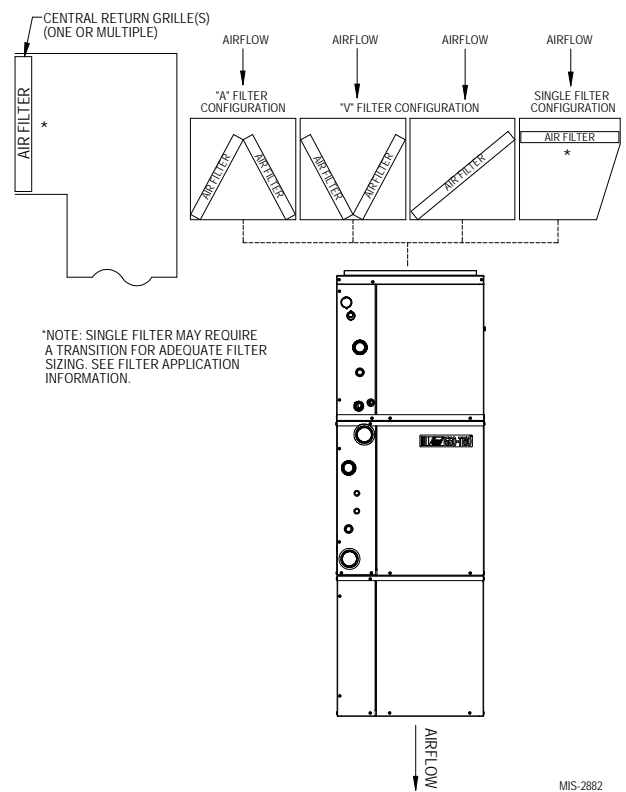 CENTRAL RETURN GRILLE(S)
(ONE OR MULTIPLE)
AIR FILTER
*
AIRFLOW
AIRFLOW
AIRFLOW
AIRFLOW
"A" FILTER
CONFIGURATION
"V" FILTER CONFIGURATION
SINGLE FILTER
CONFIGURATION
AIR FILTER
AIR FILTER
AIR FILTER
AIR FILTER
AIR FILTER
AIR FILTER
*
*NOTE: SINGLE FILTER MAY REQUIRE
A TRANSITION FOR ADEQUATE FILTER
SIZING. SEE FILTER APPLICATION
INFORMATION.
AIRFLOW
MIS-2882